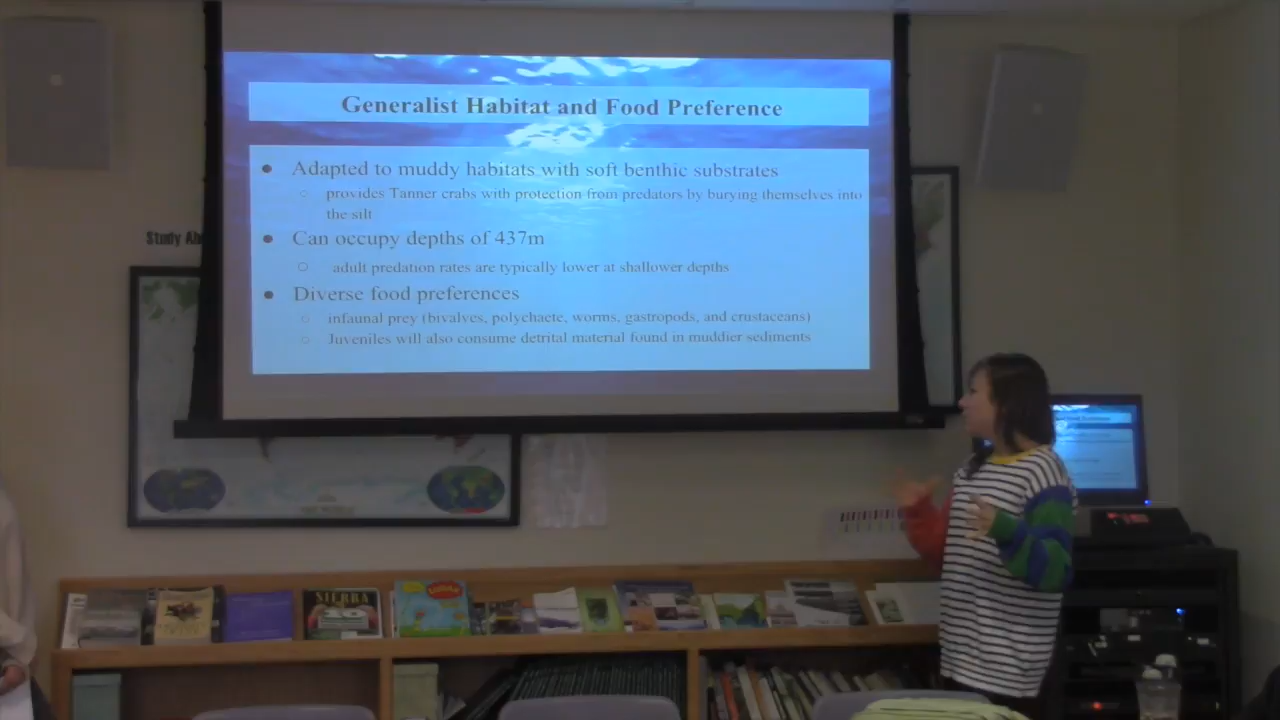 Generalist Habitat and Food Preference
● Adapted to muddy habitats with soft benthic substrates
○ provides Tanner crabs with protection from predators by burying themselves into
the silt
● Can occupy depths of 437m
○ adult predation rates are typically lower at shallower depths
● Diverse food preferences
○ infaunal prey (bivalves, polychaete, worms, gastropods, and crustaceans)
○ Juveniles will also consume detrital material found in muddier sediments
Study Ab
SIERRA